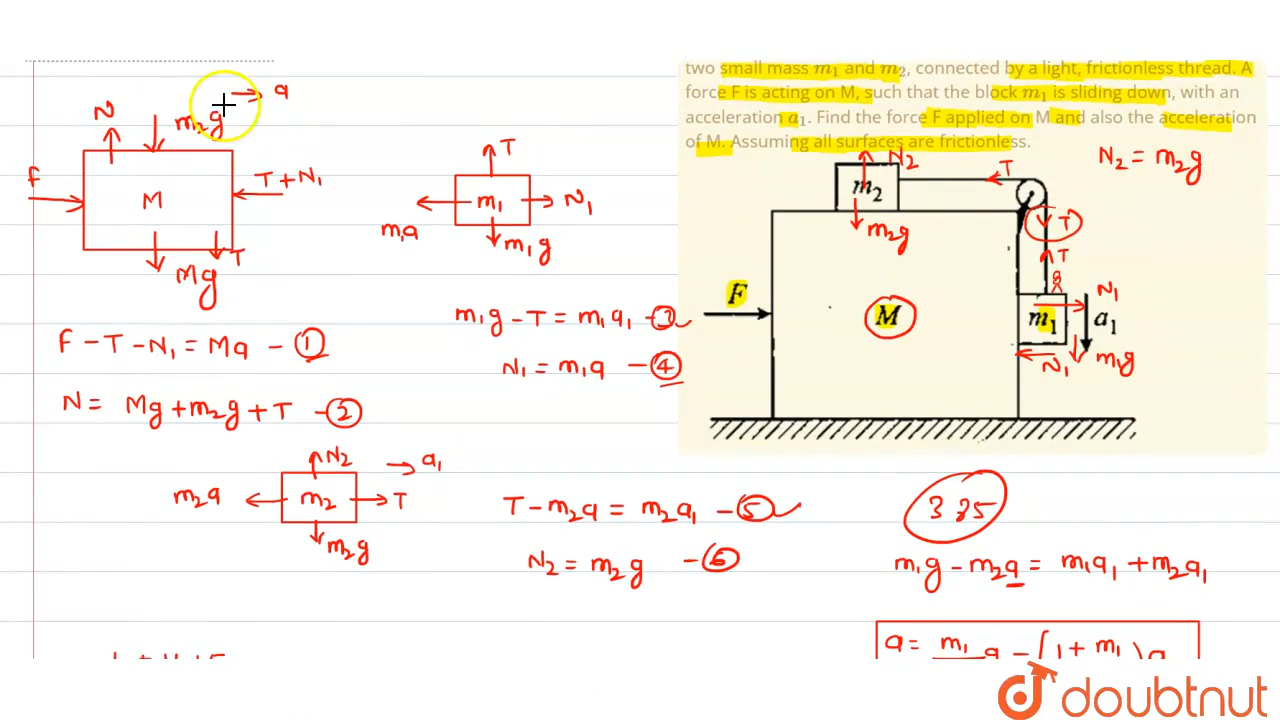 two small mass m₁ and m₂, connected by a light, frictionless thread. A
force F is acting on M, such that the block m₁ is sliding down, with an
acceleration a₁. Find the force F applied on M and also the acceleration
of M. Assuming all surfaces are frictionless.
N₂ = m₂g
N
m₂g
a
F
M
T + N₁
Mg
T
T
m₁a
m₁
N₁
m₁g
N₂
T
m₂
m₂g
T
T
F
M
g
N₁
m₁
a₁
N₁
m₁g
F - T - N₁ = Ma - ①
N = Mg + m₂g + T - ②
m₁g - T = m₁a₁ - ③
N₁ = m₁a - ④
N₂
a₁
m₂a
m₂
T
m₂g
T - m₂a = m₂a₁ - ⑤
N₂ = m₂g - ⑥
3 &5
m₁g - m₂a = m₁a₁ + m₂a₁
doubtnut